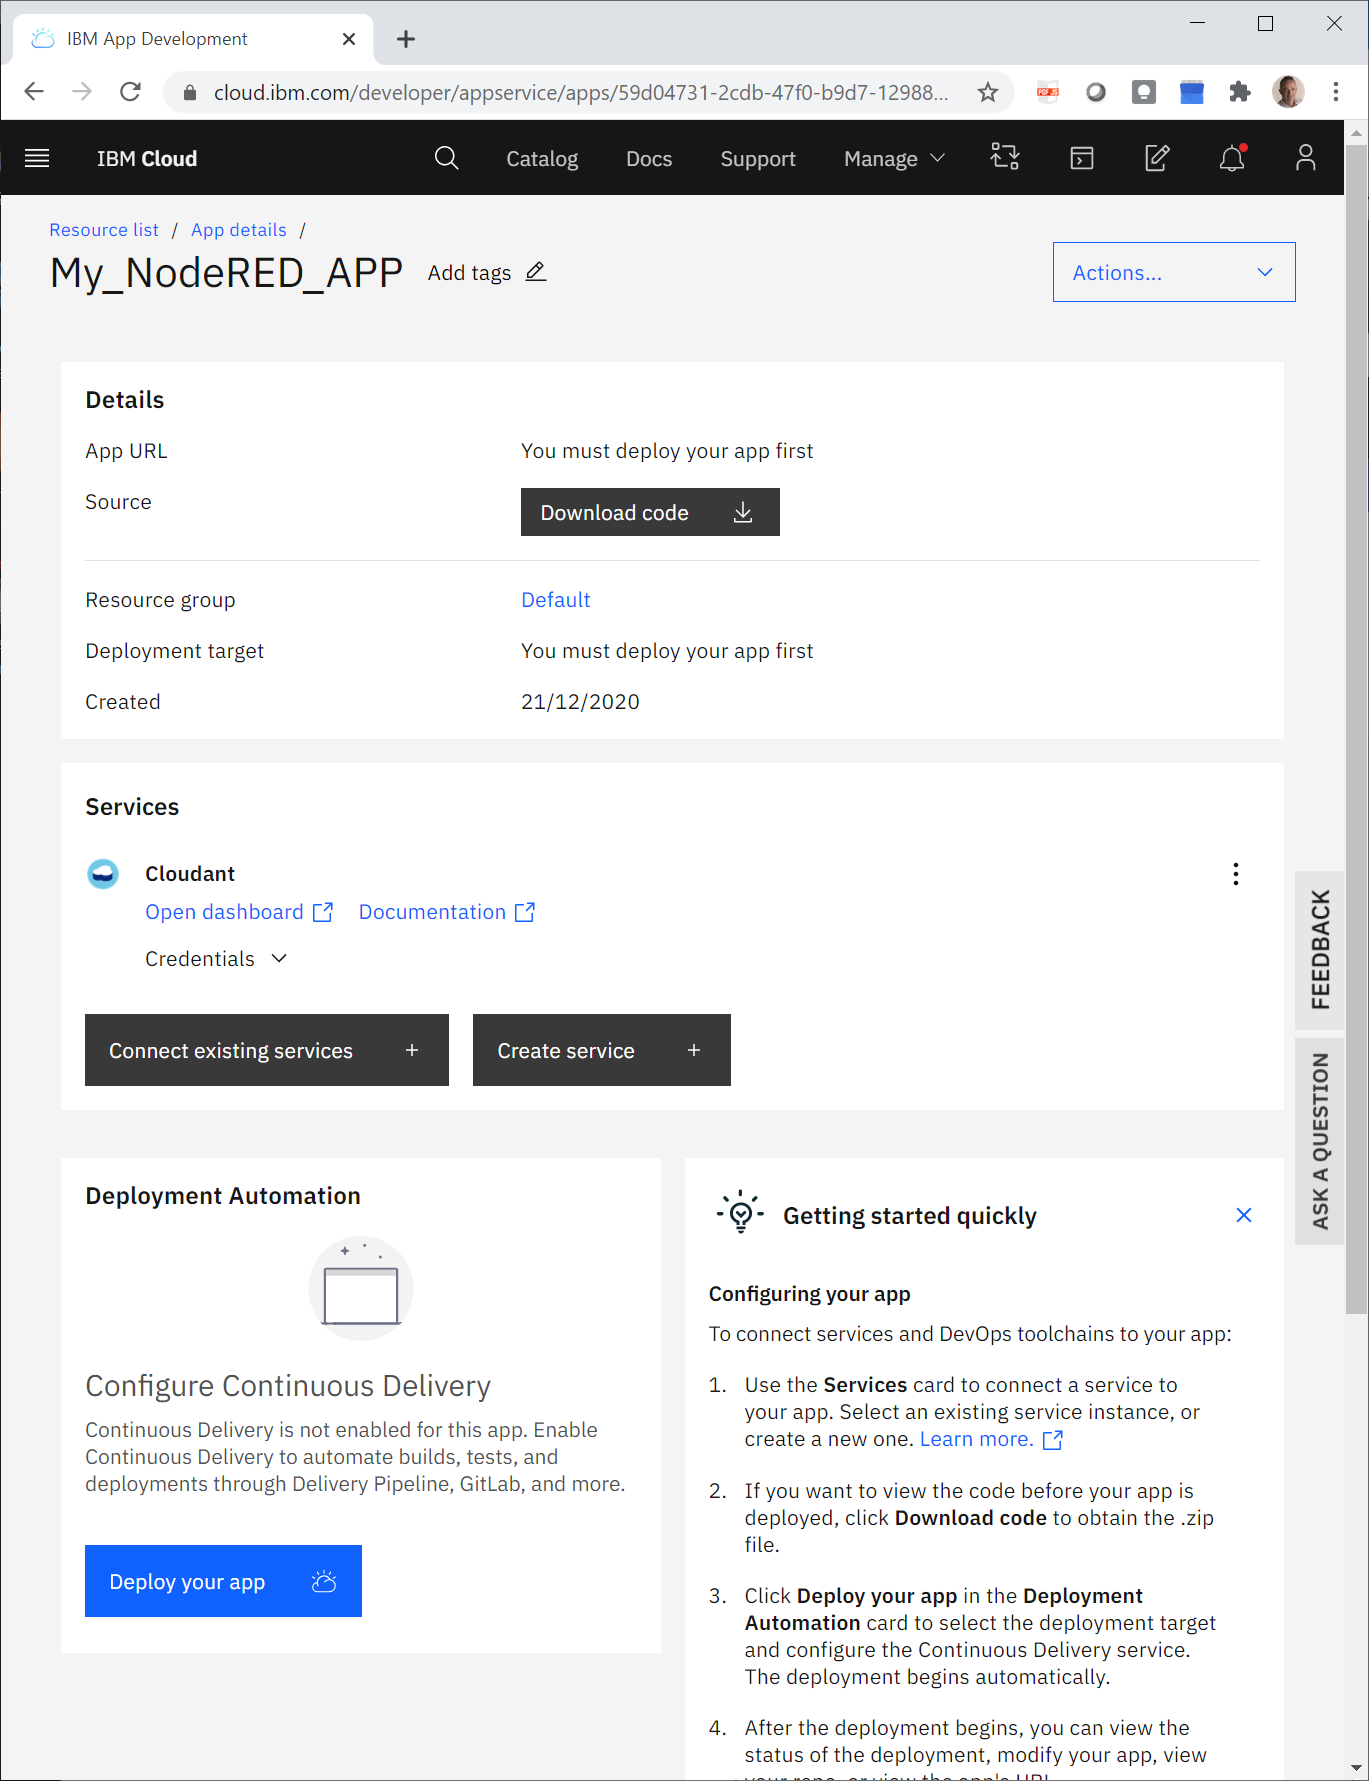 IBM App Development
cloud.ibm.com/developer/appservice/apps/59d04731-2cdb-47f0-b9d7-12988...
IBM Cloud
Catalog
Docs
Support
Manage
Resource list / App details /
My_NodeRED_APP
Add tags
Actions...
Details
App URL
You must deploy your app first
Source
Download code
Resource group
Default
Deployment target
You must deploy your app first
Created
21/12/2020
Services
Cloudant
Open dashboard
Documentation
Credentials
Connect existing services +
Create service +
FEEDBACK
ASK A QUESTION
Deployment Automation
Configure Continuous Delivery
Continuous Delivery is not enabled for this app. Enable
Continuous Delivery to automate builds, tests, and
deployments through Delivery Pipeline, GitLab, and more.
Deploy your app
Getting started quickly
Configuring your app
To connect services and DevOps toolchains to your app:
1. Use the Services card to connect a service to
your app. Select an existing service instance, or
create a new one. Learn more.
2. If you want to view the code before your app is
deployed, click Download code to obtain the .zip
file.
3. Click Deploy your app in the Deployment
Automation card to select the deployment target
and configure the Continuous Delivery service.
The deployment begins automatically.
4. After the deployment begins, you can view the
status of the deployment, modify your app, view
your repo, or view the app's URL